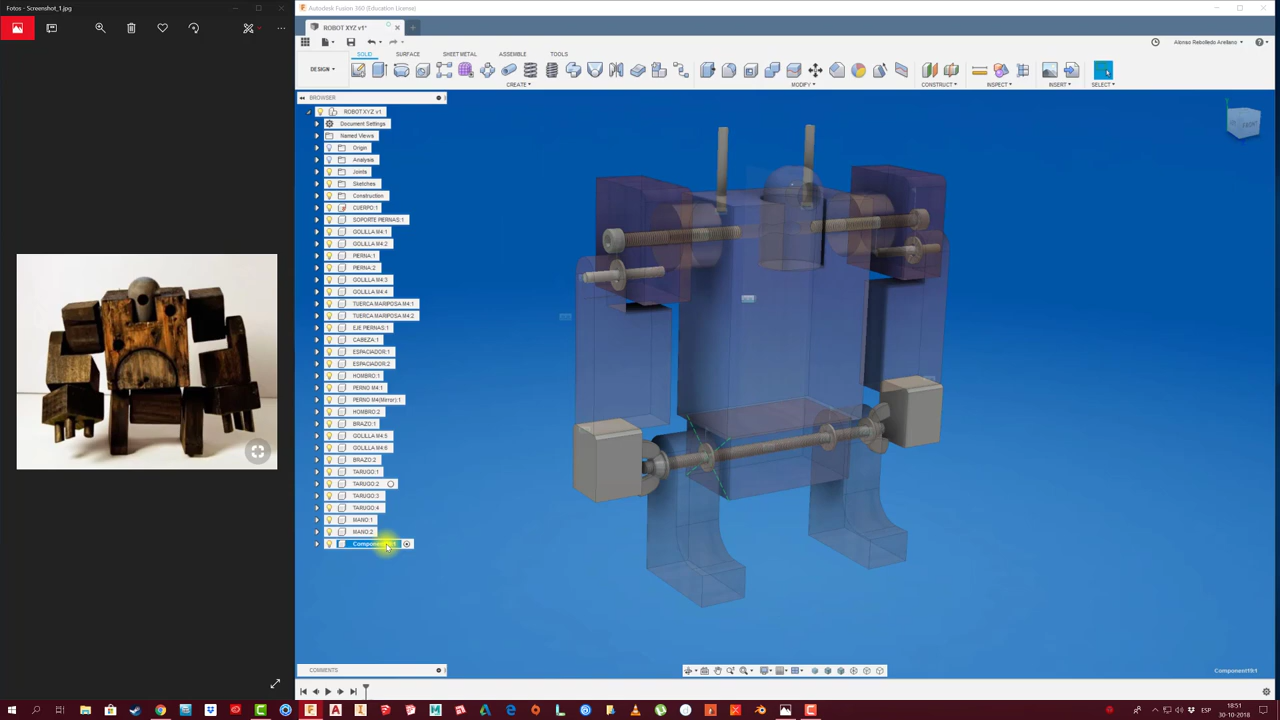 Fotos - Screenshot_1.jpg
Autodesk Fusion 360 (Education License)
ROBOT XYZ v1*
Alonso Rebolledo Arellano
SOLID SURFACE SHEET METAL ASSEMBLE TOOLS
DESIGN
CREATE MODIFY CONSTRUCT INSPECT INSERT SELECT
BROWSER
ROBOT XYZ v1
Document Settings
Named Views
Origin
Analysis
Joints
Sketches
Construction
CUERPO:1
SOPORTE PIERNAS:1
GOLILLA M4:1
GOLILLA M4:2
PIERNA:1
PIERNA:2
GOLILLA M4:3
GOLILLA M4:4
TUERCA MARIPOSA M4:1
TUERCA MARIPOSA M4:2
EJE PIERNAS:1
CABEZA:1
ESPACIADOR:1
ESPACIADOR:2
HOMBRO:1
PERNO M4:1
PERNO M4(Mirror):1
HOMBRO:2
BRAZO:1
GOLILLA M4:5
GOLILLA M4:6
BRAZO:2
TARUGO:1
TARUGO:2
TARUGO:3
TARUGO:4
MANO:1
MANO:2
FRONT
COMMENTS
ESP
18:51
30-10-2018